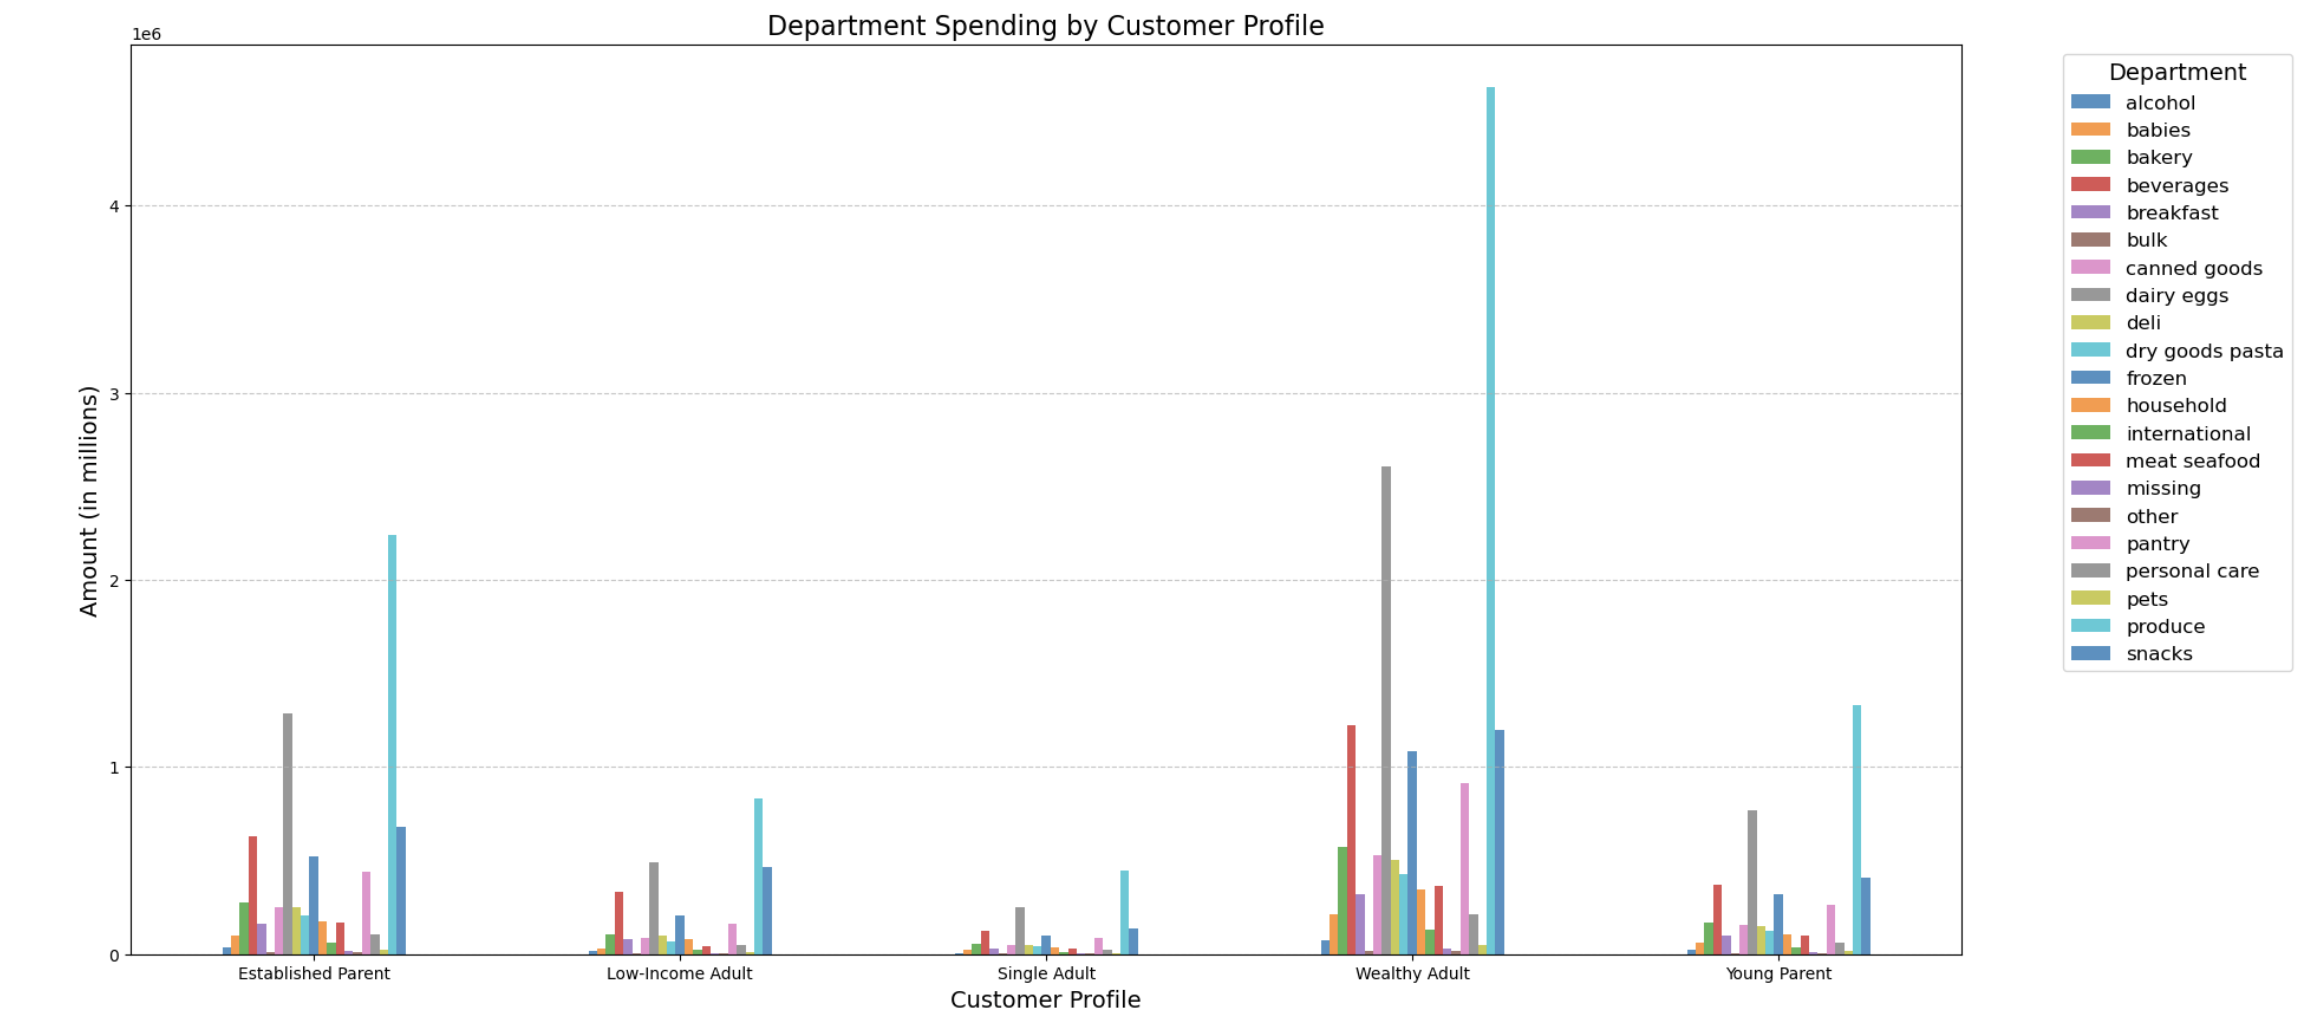 Department Spending by Customer Profile
1e6
4
3
2
1
0
Amount (in millions)
Established Parent
Low-Income Adult
Single Adult
Wealthy Adult
Young Parent
Customer Profile
Department
alcohol
babies
bakery
beverages
breakfast
bulk
canned goods
dairy eggs
deli
dry goods pasta
frozen
household
international
meat seafood
missing
other
pantry
personal care
pets
produce
snacks